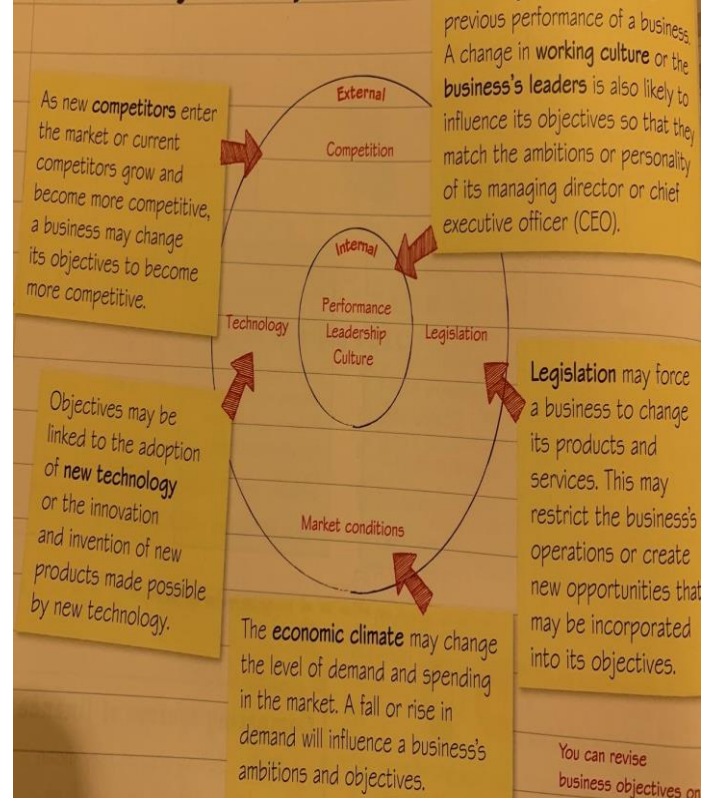 As new competitors enter
the market or current
competitors grow and
become more competitive,
a business may change
its objectives to become
more competitive.
previous performance of a business.
A change in working culture or the
business's leaders is also likely to
influence its objectives so that they
match the ambitions or personality
of its managing director or chief
executive officer (CEO).
External
Competition
Internal
Performance
Leadership
Culture
Technology
Legislation
Market conditions
Objectives may be
linked to the adoption
of new technology
or the innovation
and invention of new
products made possible
by new technology.
Legislation may force
a business to change
its products and
services. This may
restrict the business's
operations or create
new opportunities that
may be incorporated
into its objectives.
The economic climate may change
the level of demand and spending
in the market. A fall or rise in
demand will influence a business's
ambitions and objectives.
You can revise
business objectives on